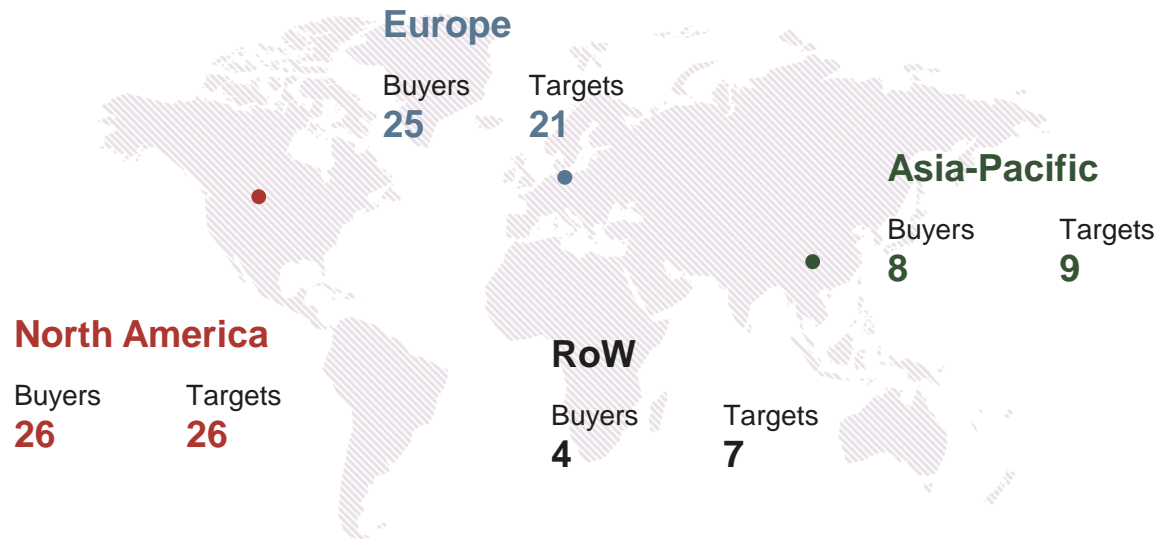 Europe
Buyers Targets
25 21
Asia-Pacific
Buyers Targets
8 9
North America
Buyers Targets
26 26
RoW
Buyers Targets
4 7